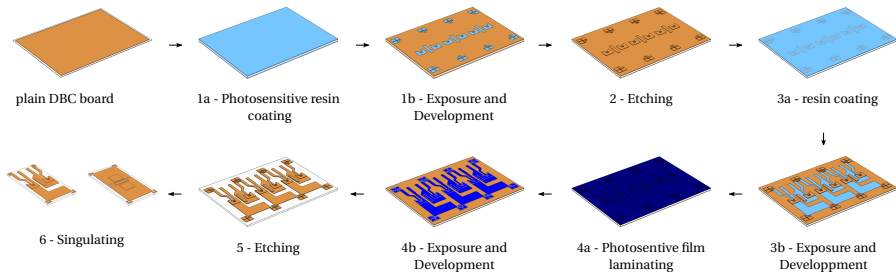 plain DBC board
1a - Photosensitive resin
coating
1b - Exposure and
Development
2 - Etching
3a - resin coating
6 - Singulating
5 - Etching
4b - Exposure and
Development
4a - Photosentive film
laminating
3b - Exposure and
Developpment